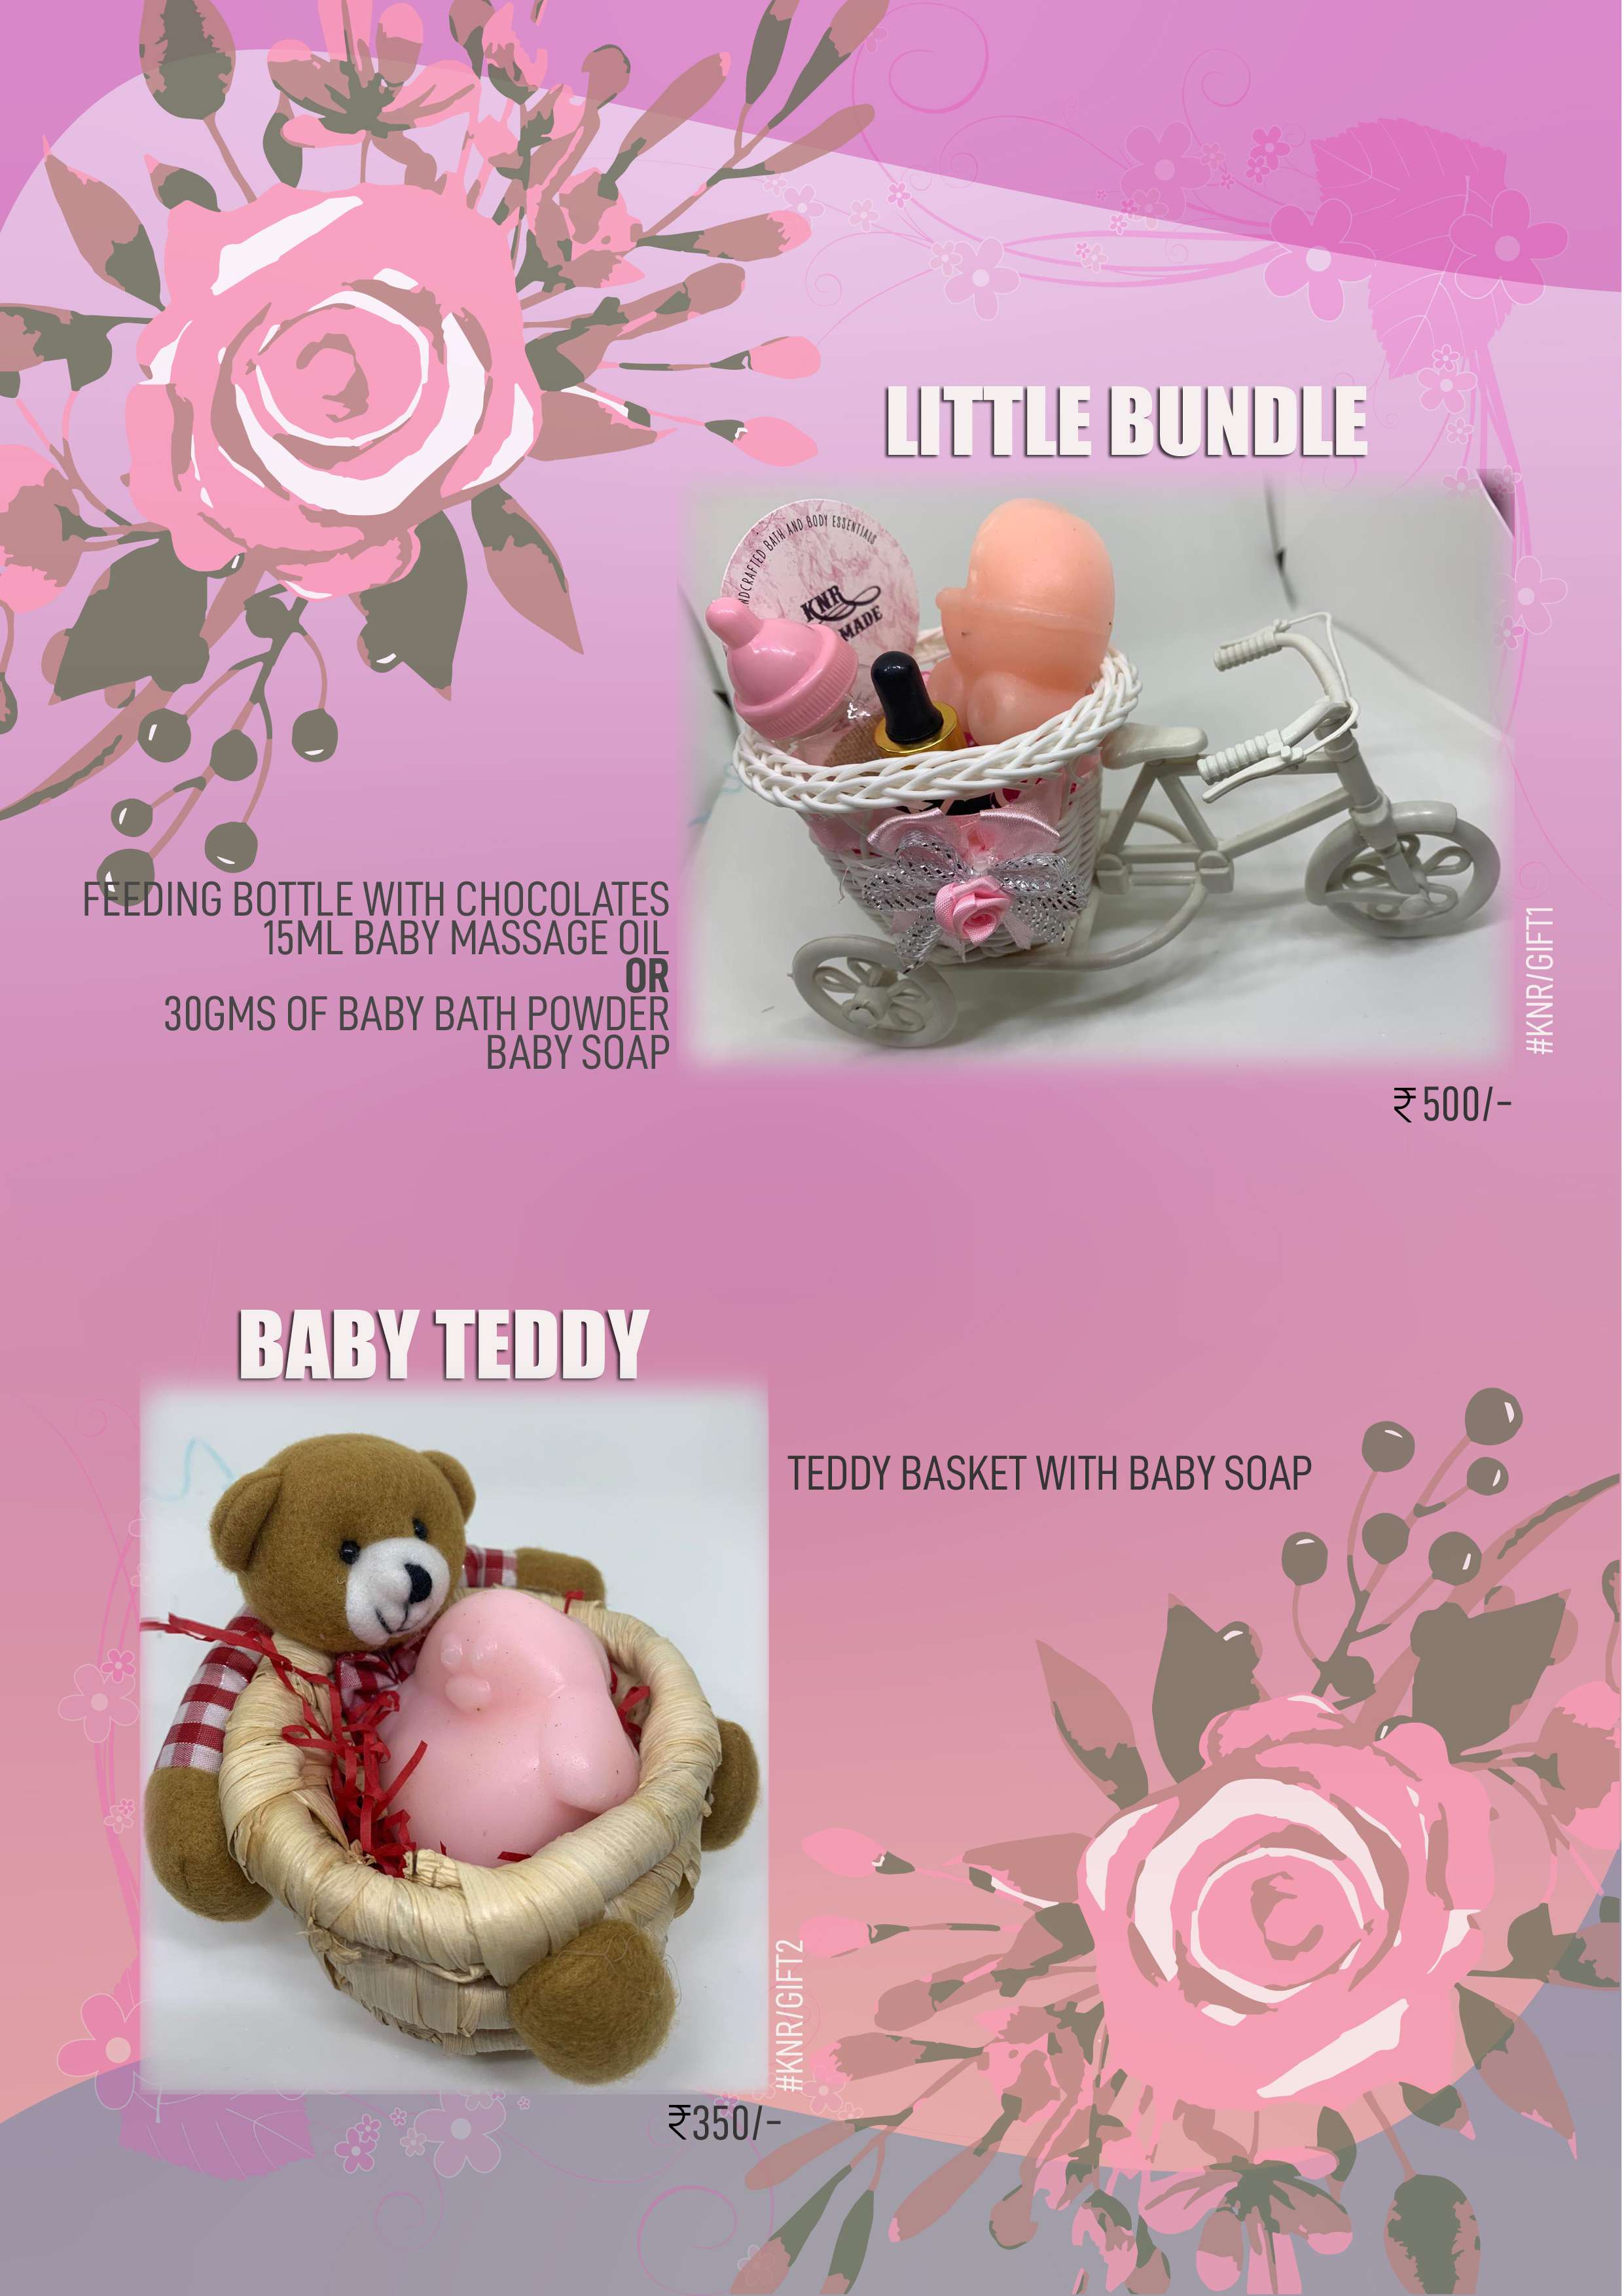 LITTLE BUNDLE
HANDCRAFTED BATH AND BODY ESSENTIALS
KNR
MADE
FEEDING BOTTLE WITH CHOCOLATES
15ML BABY MASSAGE OIL
OR
30GMS OF BABY BATH POWDER
BABY SOAP
#KNR/GIFT1
₹500/-
BABY TEDDY
TEDDY BASKET WITH BABY SOAP
#KNR/GIFT2
₹350/-